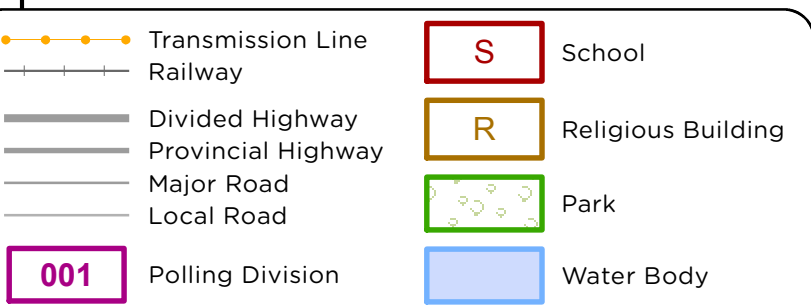 Transmission Line
Railway
Divided Highway
Provincial Highway
Major Road
Local Road
001 Polling Division
S School
R Religious Building
Park
Water Body